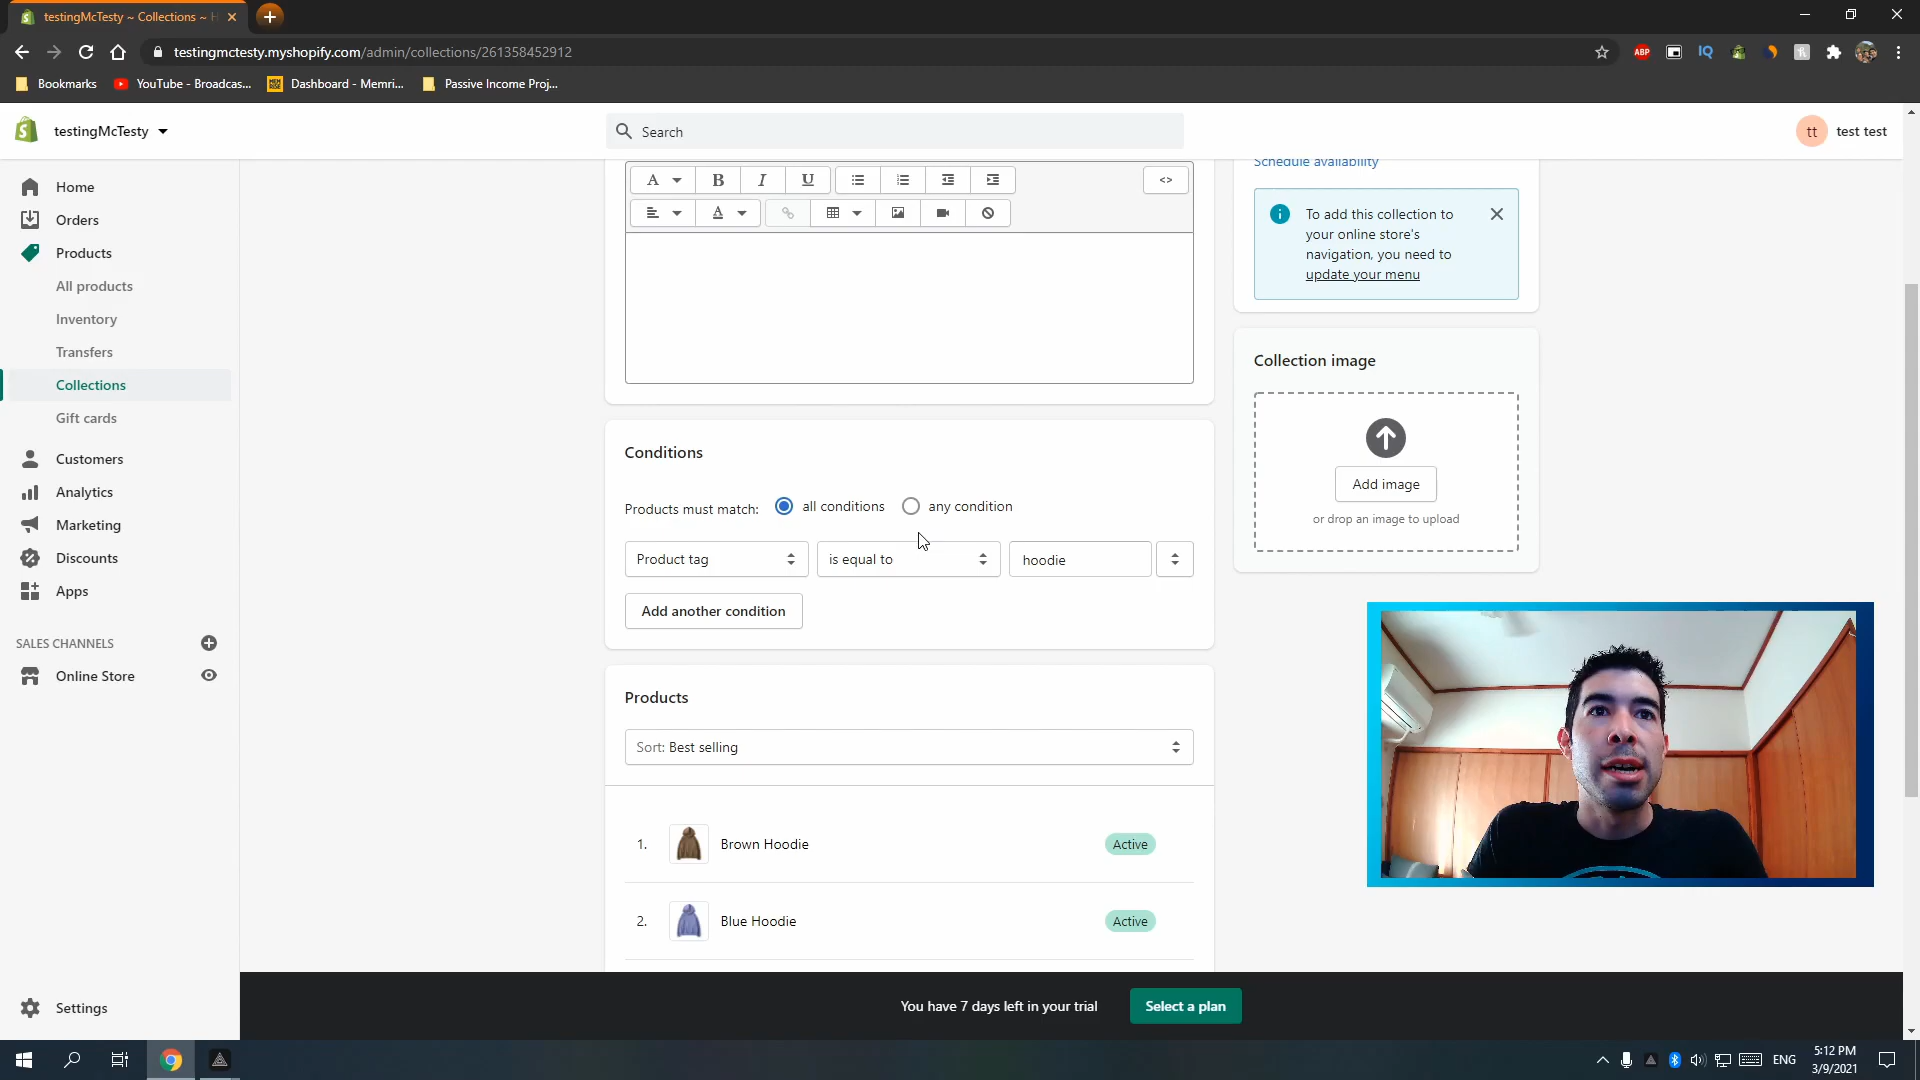 testingMcTesty ~ Collections ~ H
testingmctesty.myshopify.com/admin/collections/261358452912
ABP
IQ
Bookmarks
YouTube - Broadcas...
MEM RISE
Dashboard - Memri...
Passive Income Proj...
testingMcTesty
Search
tt
test test
Home
Orders
Products
All products
Inventory
Transfers
Collections
Gift cards
Customers
Analytics
Marketing
Discounts
Apps
SALES CHANNELS
Online Store
Settings
A
B
I
U
<>
A
Schedule availability
To add this collection to
your online store's
navigation, you need to
update your menu
Collection image
Add image
or drop an image to upload
Conditions
Products must match:
all conditions
any condition
Product tag
is equal to
hoodie
Add another condition
Products
Sort: Best selling
1.
Brown Hoodie
Active
2.
Blue Hoodie
Active
You have 7 days left in your trial
Select a plan
ENG
5:12 PM
3/9/2021